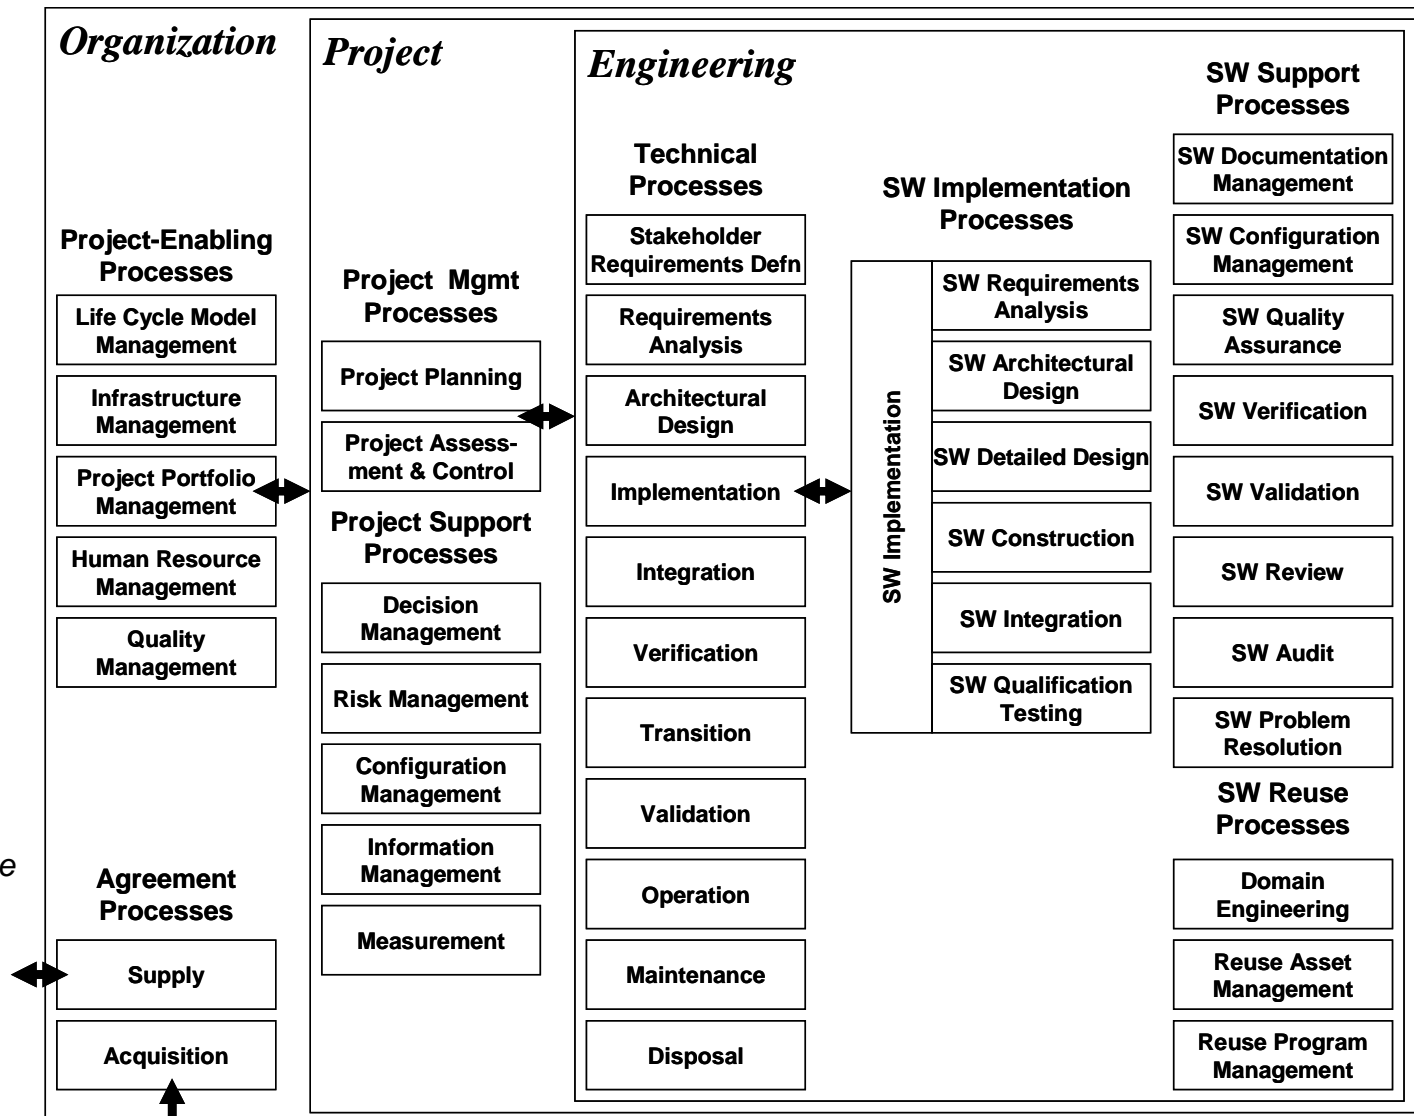 Organization
Project-Enabling
Processes
Life Cycle Model
Management
Infrastructure
Management
Project Portfolio
Management
Human Resource
Management
Quality
Management
e
Agreement
Processes
Supply
Acquisition
Project
Project Mgmt
Processes
Project Planning
Project Assess-
ment & Control
Project Support
Processes
Decision
Management
Risk Management
Configuration
Management
Information
Management
Measurement
Engineering
Technical
Processes
Stakeholder
Requirements Defn
Requirements
Analysis
Architectural
Design
Implementation
Integration
Verification
Transition
Validation
Operation
Maintenance
Disposal
SW Implementation
Processes
SW Implementation
SW Requirements
Analysis
SW Architectural
Design
SW Detailed Design
SW Construction
SW Integration
SW Qualification
Testing
SW Support
Processes
SW Documentation
Management
SW Configuration
Management
SW Quality
Assurance
SW Verification
SW Validation
SW Review
SW Audit
SW Problem
Resolution
SW Reuse
Processes
Domain
Engineering
Reuse Asset
Management
Reuse Program
Management